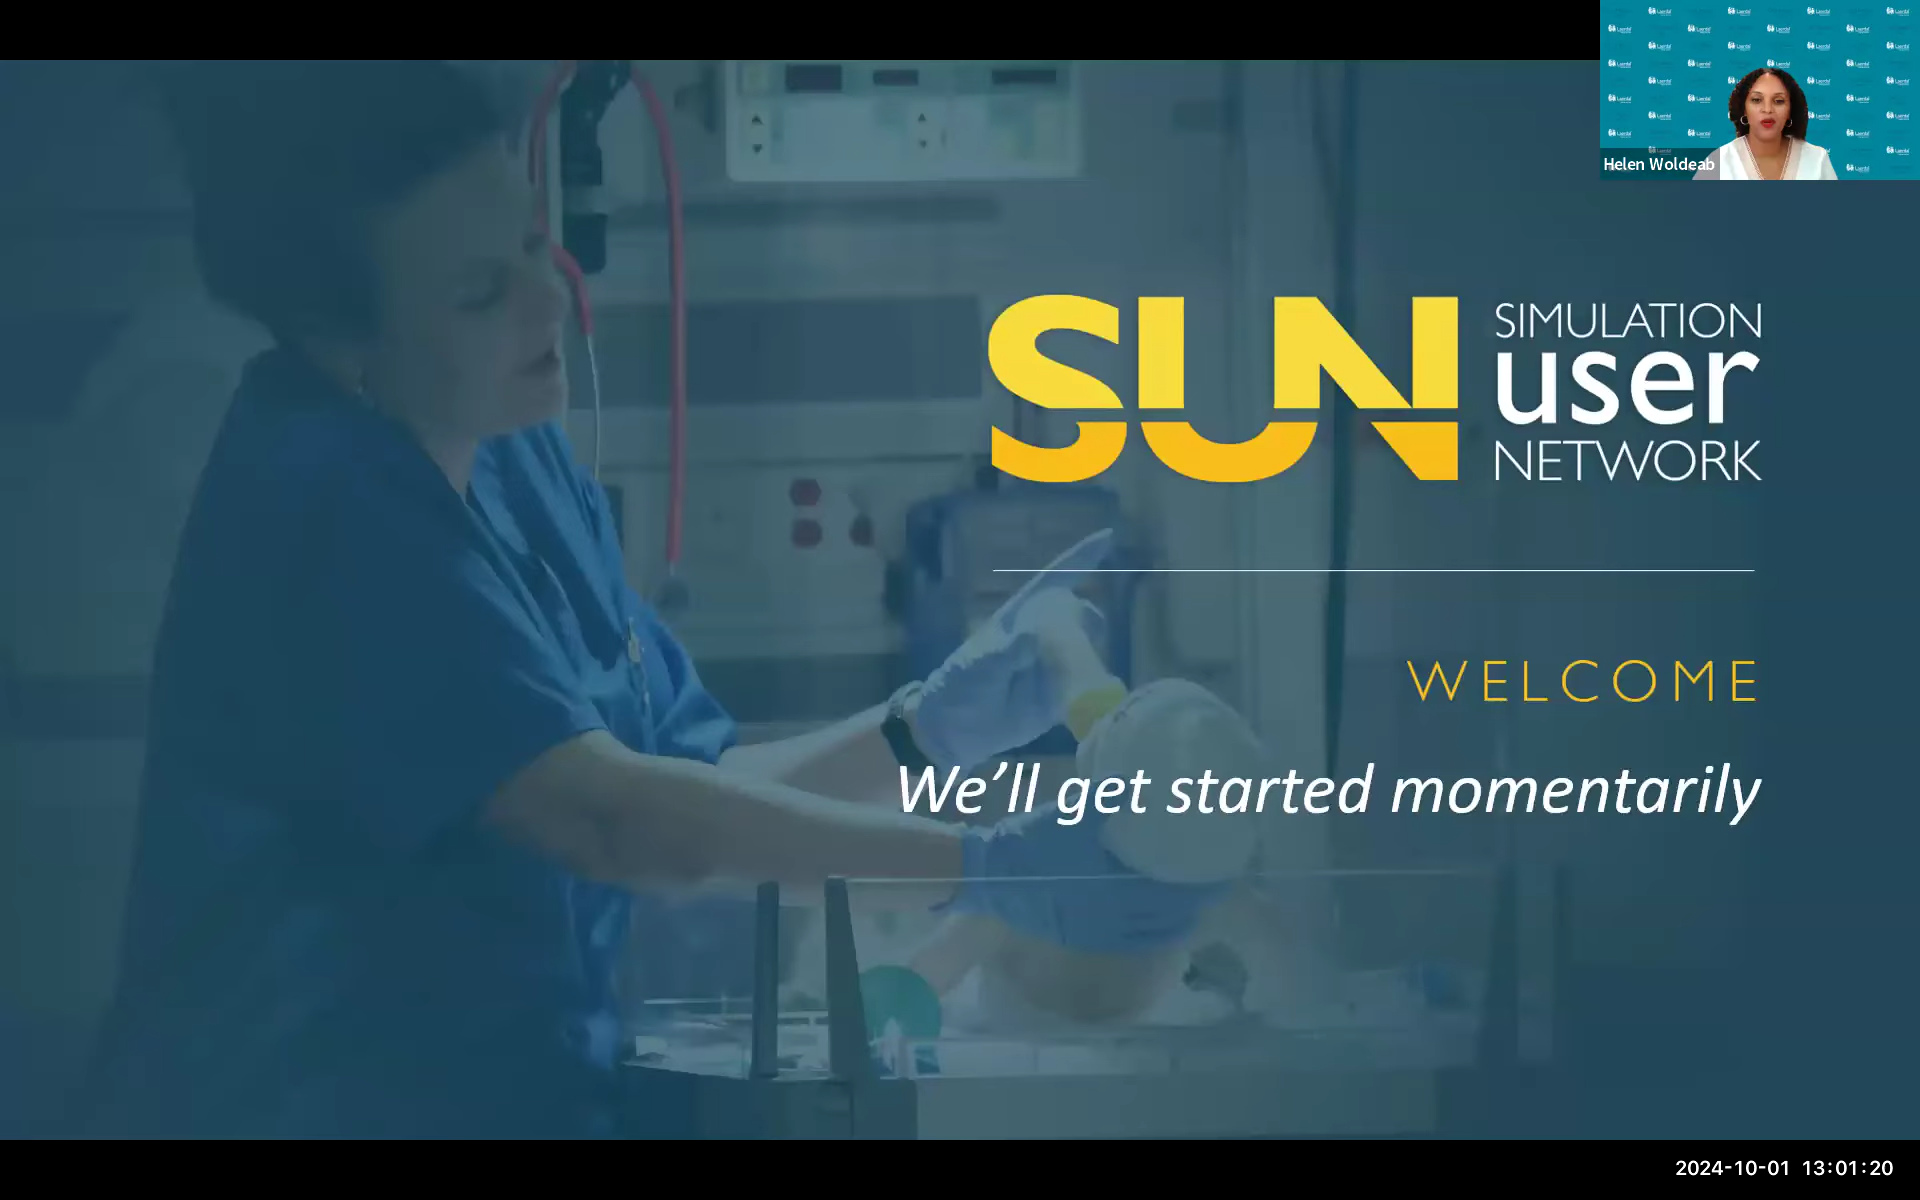 Helen Woldeab
SUN
SIMULATION
user
NETWORK
WELCOME
We’ll get started momentarily
2024-10-01 13:01:20